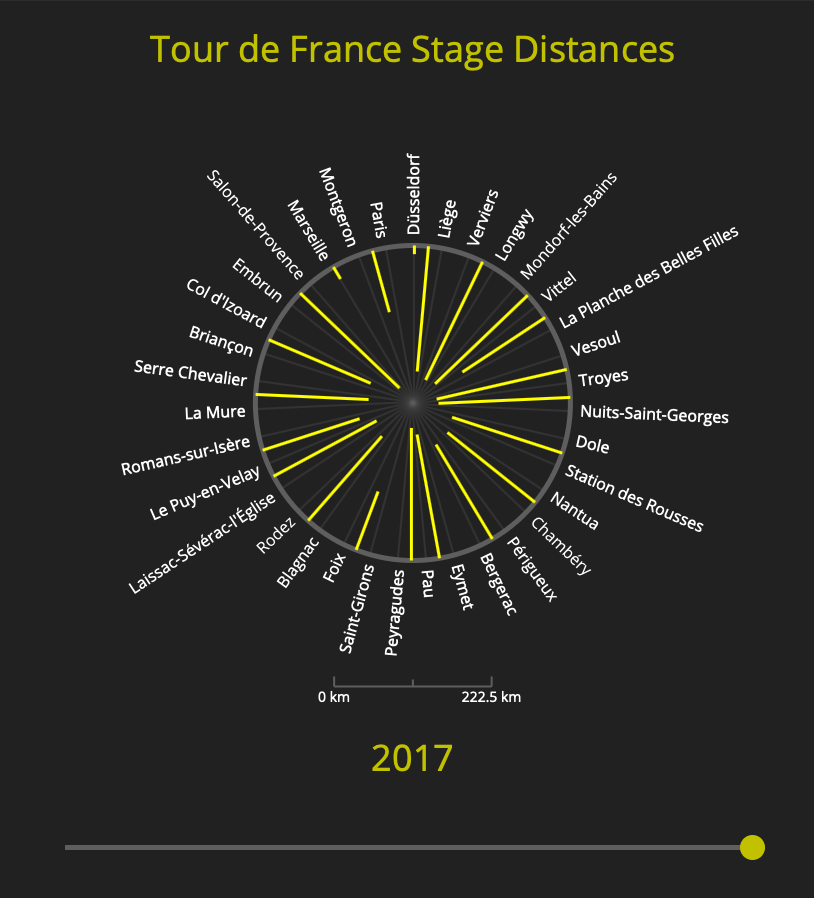 Tour de France Stage Distances
Düsseldorf
Liège
Verviers
Longwy
Mondorf-les-Bains
Vittel
La Planche des Belles Filles
Vesoul
Troyes
Nuits-Saint-Georges
Dole
Station des Rousses
Nantua
Chambéry
Périgueux
Bergerac
Eymet
Pau
Peyragudes
Saint-Girons
Foix
Blagnac
Rodez
Laissac-Sévérac-l'Église
Le Puy-en-Velay
Romans-sur-Isère
La Mure
Serre Chevalier
Briançon
Col d'Izoard
Embrun
Salon-de-Provence
Marseille
Montgeron
Paris
0 km
222.5 km
2017